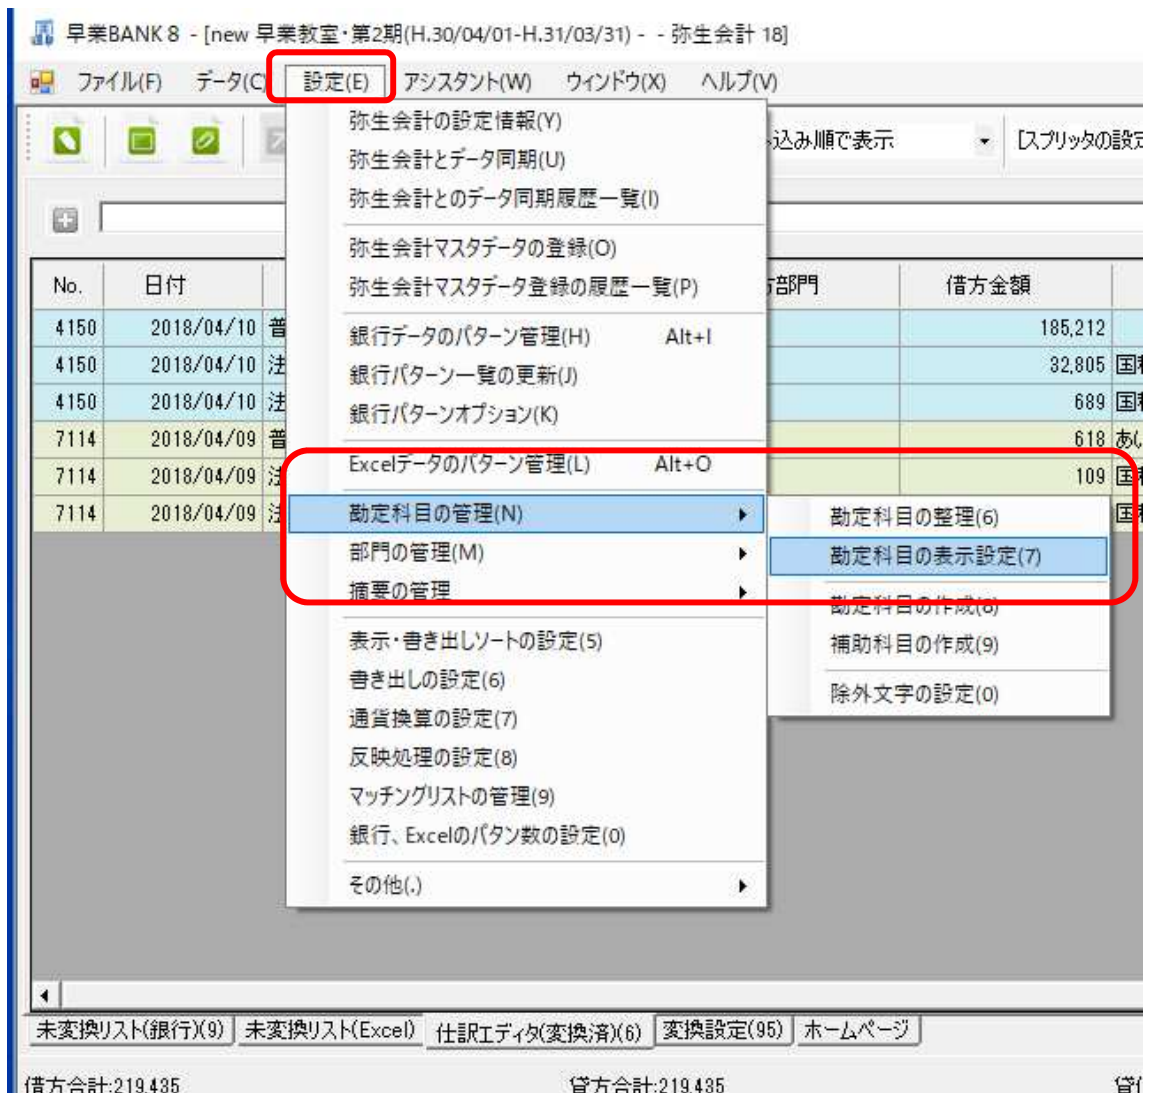 早業BANK 8 - [new 早業教室・第2期(H.30/04/01-H.31/03/31) - - 弥生会計 18]
ファイル(F) データ(C) 設定(E) アシスタント(W) ウィンドウ(X) ヘルプ(V)
込み順で表示 [スプリッタの設定
弥生会計の設定情報(Y)
弥生会計とデータ同期(U)
弥生会計とのデータ同期履歴一覧(I)
弥生会計マスタデータの登録(O)
弥生会計マスタデータ登録の履歴一覧(P)
銀行データのパターン管理(H) Alt+I
銀行パターン一覧の更新(J)
銀行パターンオプション(K)
Excelデータのパターン管理(L) Alt+O
勘定科目の管理(N)
部門の管理(M)
摘要の管理
表示・書き出しソートの設定(5)
書き出しの設定(6)
通貨換算の設定(7)
反映処理の設定(8)
マッチングリストの管理(9)
銀行、Excelのパタン数の設定(0)
その他(.)
勘定科目の整理(6)
勘定科目の表示設定(7)
勘定科目の作成(8)
補助科目の作成(9)
除外文字の設定(0)
No. 日付 部門 借方金額
4150 2018/04/10 普 185,212
4150 2018/04/10 注 32,805 国
4150 2018/04/10 注 689 国
7114 2018/04/09 普 618 あい
7114 2018/04/09 注 109 国
7114 2018/04/09 注 国
未変換リスト(銀行)(9) 未変換リスト(Excel) 仕訳エディタ(変換済)(6) 変換設定(95) ホームページ
借方合計:219,435 貸方合計:219,435 貸